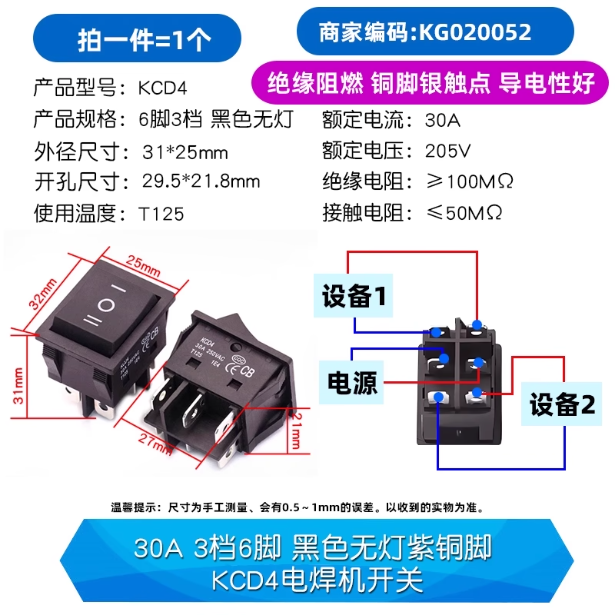 拍一件=1个
商家编码:KG020052
绝缘阻燃 铜脚银触点 导电性好
产品型号: KCD4
产品规格: 6脚3档 黑色无灯
外径尺寸: 31*25mm
开孔尺寸: 29.5*21.8mm
使用温度: T125
额定电流: 30A
额定电压: 205V
绝缘电阻: ≥100MΩ
接触电阻: ≤50MΩ
25mm
32mm
31mm
KCD4
30A 250VAC
T125 1E4
CE CB
27mm
21mm
设备1
电源
设备2
温馨提示: 尺寸为手工测量、会有0.5~1mm的误差。以收到的实物为准。
30A 3档6脚 黑色无灯紫铜脚
KCD4电焊机开关